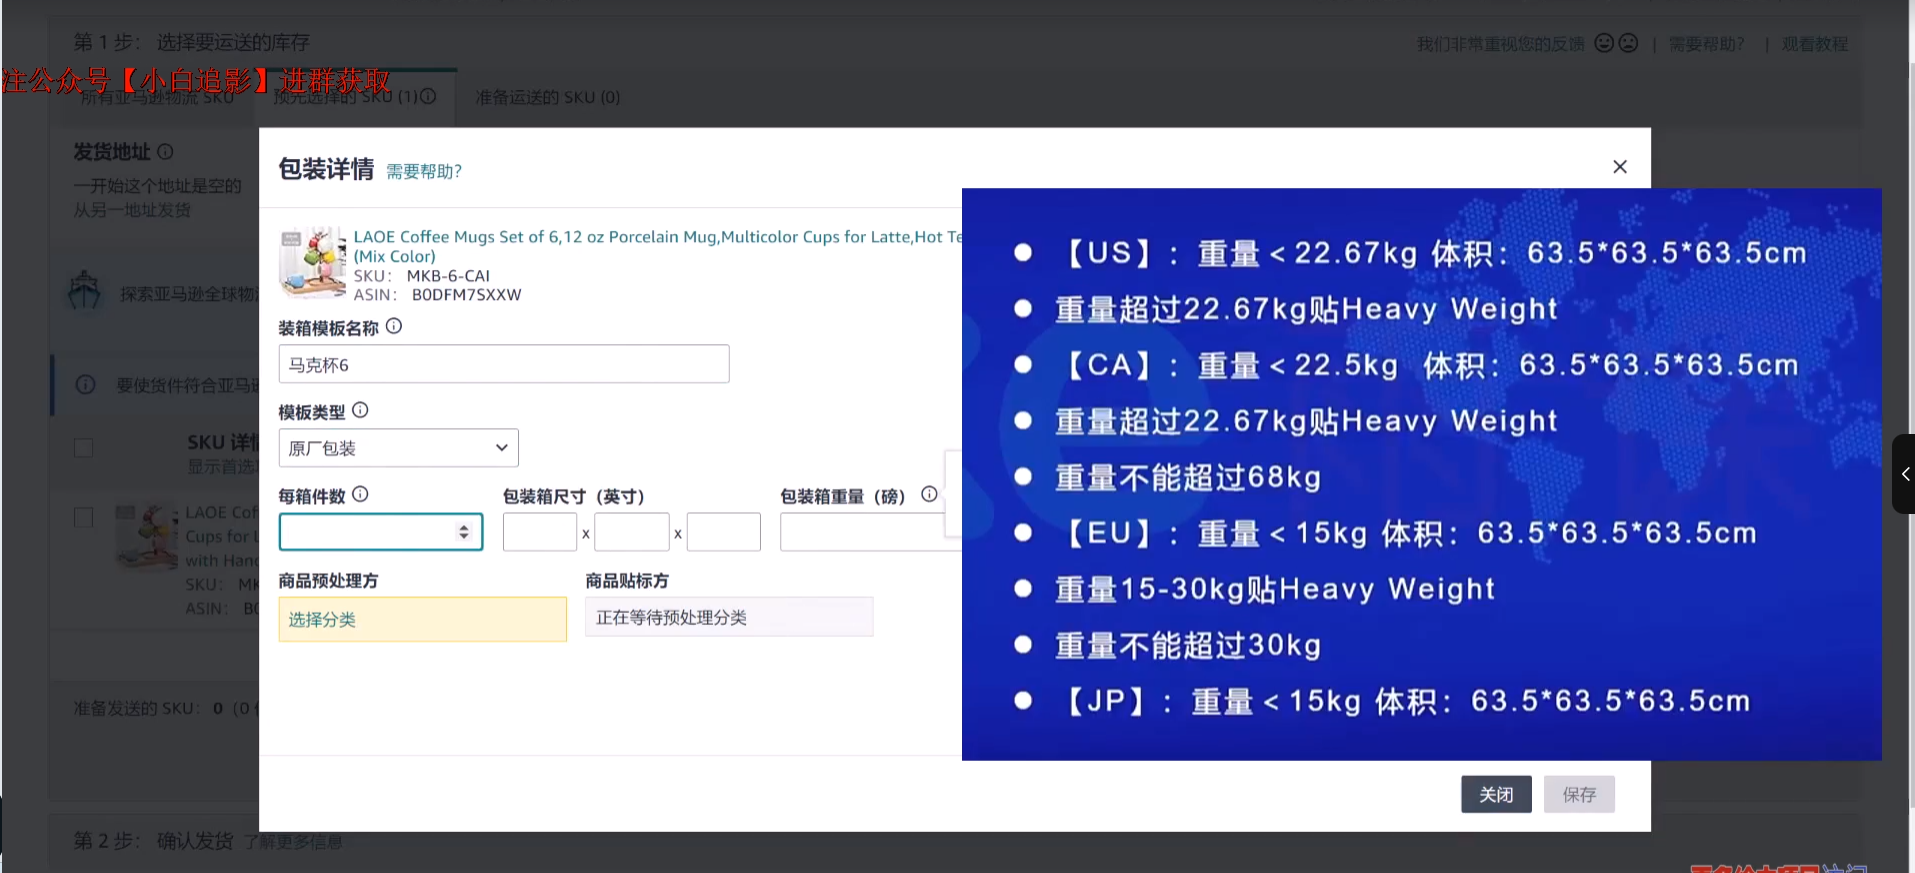 第 1 步： 选择要运送的库存
我们非常重视您的反馈 | 需要帮助？ | 观看教程
注公众号【小白追影】进群获取
所有亚马逊物流 SKU
预先选择的 SKU (1)
准备运送的 SKU (0)
发货地址
一开始这个地址是空的
从另一地址发货
探索亚马逊全球物
要使货件符合亚马逊
SKU 详情
显示首选
LAOE Cof
Cups for L
with Hand
SKU： MK
ASIN： B0
准备发送的 SKU： 0 (0
第 2 步： 确认发货 了解更多信息
包装详情 需要帮助？
LAOE Coffee Mugs Set of 6,12 oz Porcelain Mug,Multicolor Cups for Latte,Hot Te
(Mix Color)
SKU： MKB-6-CAI
ASIN： B0DFM7SXXW
装箱模板名称
马克杯6
模板类型
原厂包装
每箱件数
包装箱尺寸（英寸）
包装箱重量（磅）
x x
商品预处理方
商品贴标方
选择分类
正在等待预处理分类
关闭
保存
【US】：重量＜22.67kg 体积：63.5*63.5*63.5cm
重量超过22.67kg贴Heavy Weight
【CA】：重量＜22.5kg 体积：63.5*63.5*63.5cm
重量超过22.67kg贴Heavy Weight
重量不能超过68kg
【EU】：重量＜15kg 体积：63.5*63.5*63.5cm
重量15-30kg贴Heavy Weight
重量不能超过30kg
【JP】：重量＜15kg 体积：63.5*63.5*63.5cm